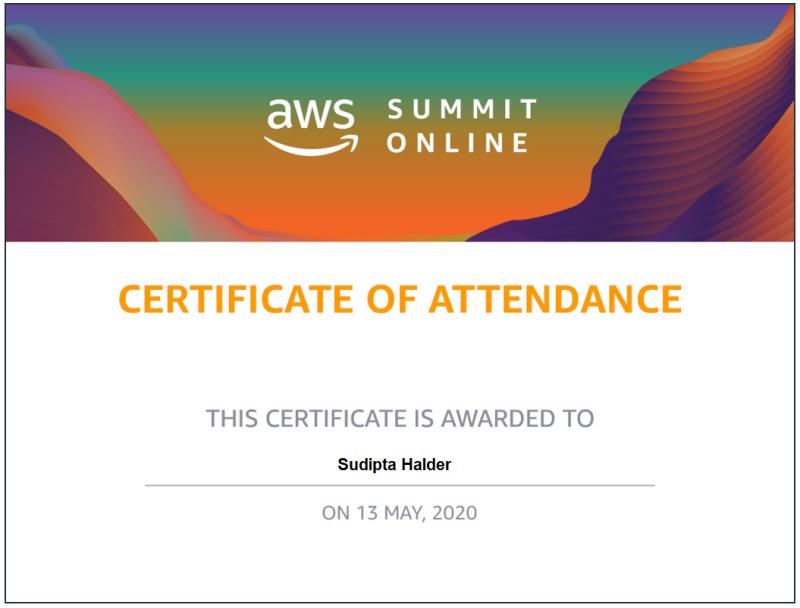 aws SUMMIT
ONLINE
CERTIFICATE OF ATTENDANCE
THIS CERTIFICATE IS AWARDED TO
Sudipta Halder
ON 13 MAY, 2020